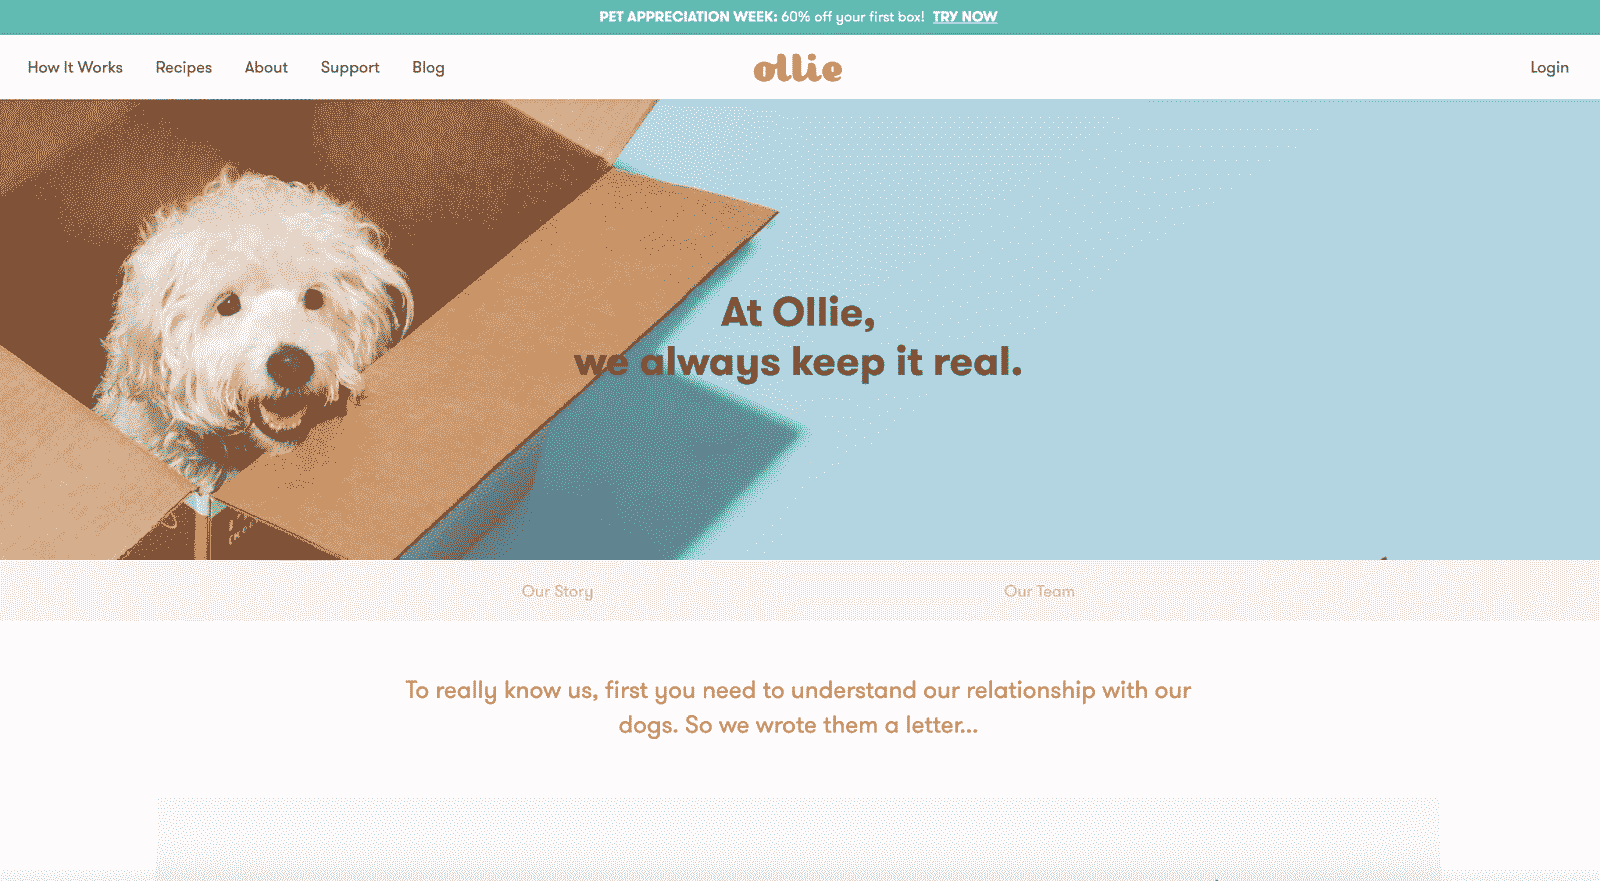 PET APPRECIATION WEEK: 60% off your first box! TRY NOW
How It Works Recipes About Support Blog ollie Login
At Ollie,
we always keep it real.
Our Story Our Team
To really know us, first you need to understand our relationship with our
dogs. So we wrote them a letter...